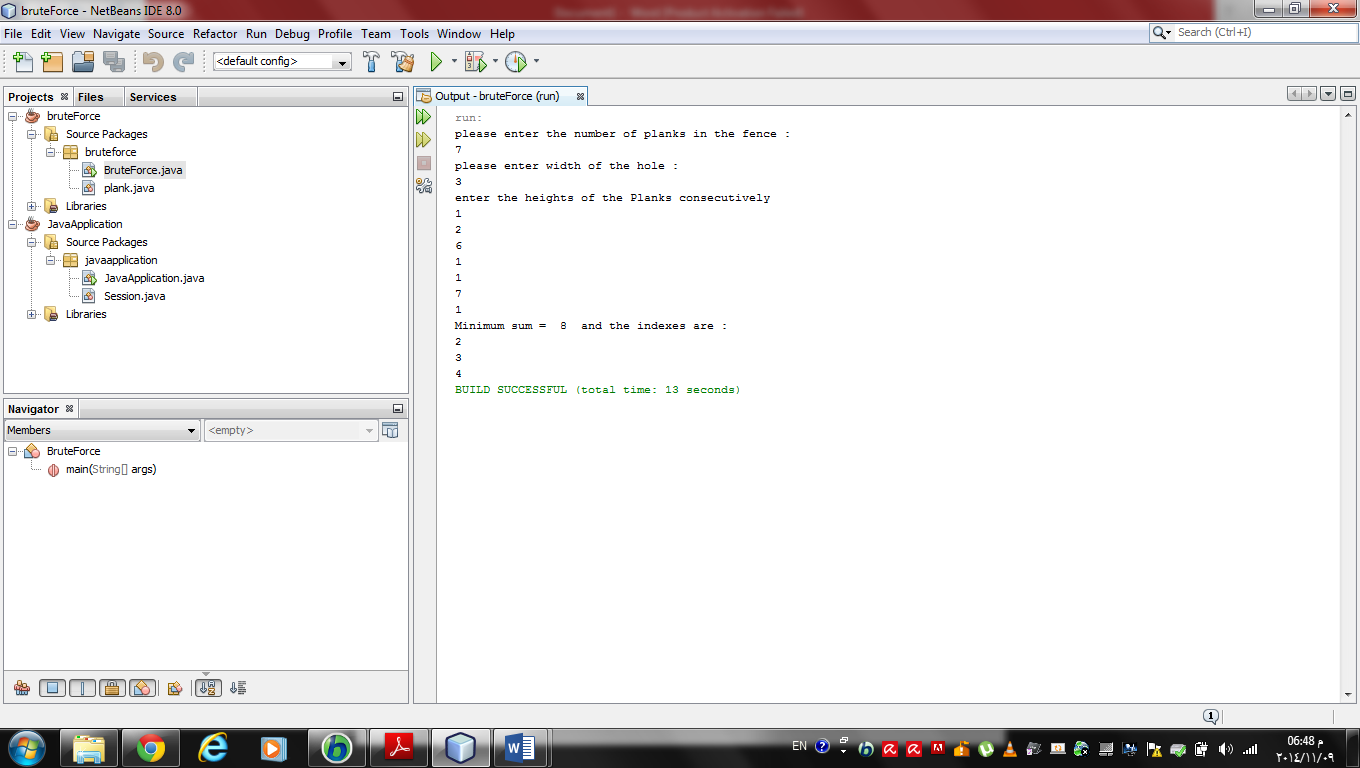 bruteForce - NetBeans IDE 8.0
File Edit View Navigate Source Refactor Run Debug Profile Team Tools Window Help
Search (Ctrl+I)
<default config>
Projects Files Services
bruteForce
Source Packages
bruteforce
BruteForce.java
plank.java
Libraries
JavaApplication
Source Packages
javaapplication
JavaApplication.java
Session.java
Libraries
Navigator
Members <empty>
BruteForce
main(String[] args)
Output - bruteForce (run)
run:
please enter the number of planks in the fence :
7
please enter width of the hole :
3
enter the heights of the Planks consecutively
1
2
6
1
1
7
1
Minimum sum =  8  and the indexes are :
2
3
4
BUILD SUCCESSFUL (total time: 13 seconds)
1
EN
06:48 م
٢٠١٤/١١/٠٩